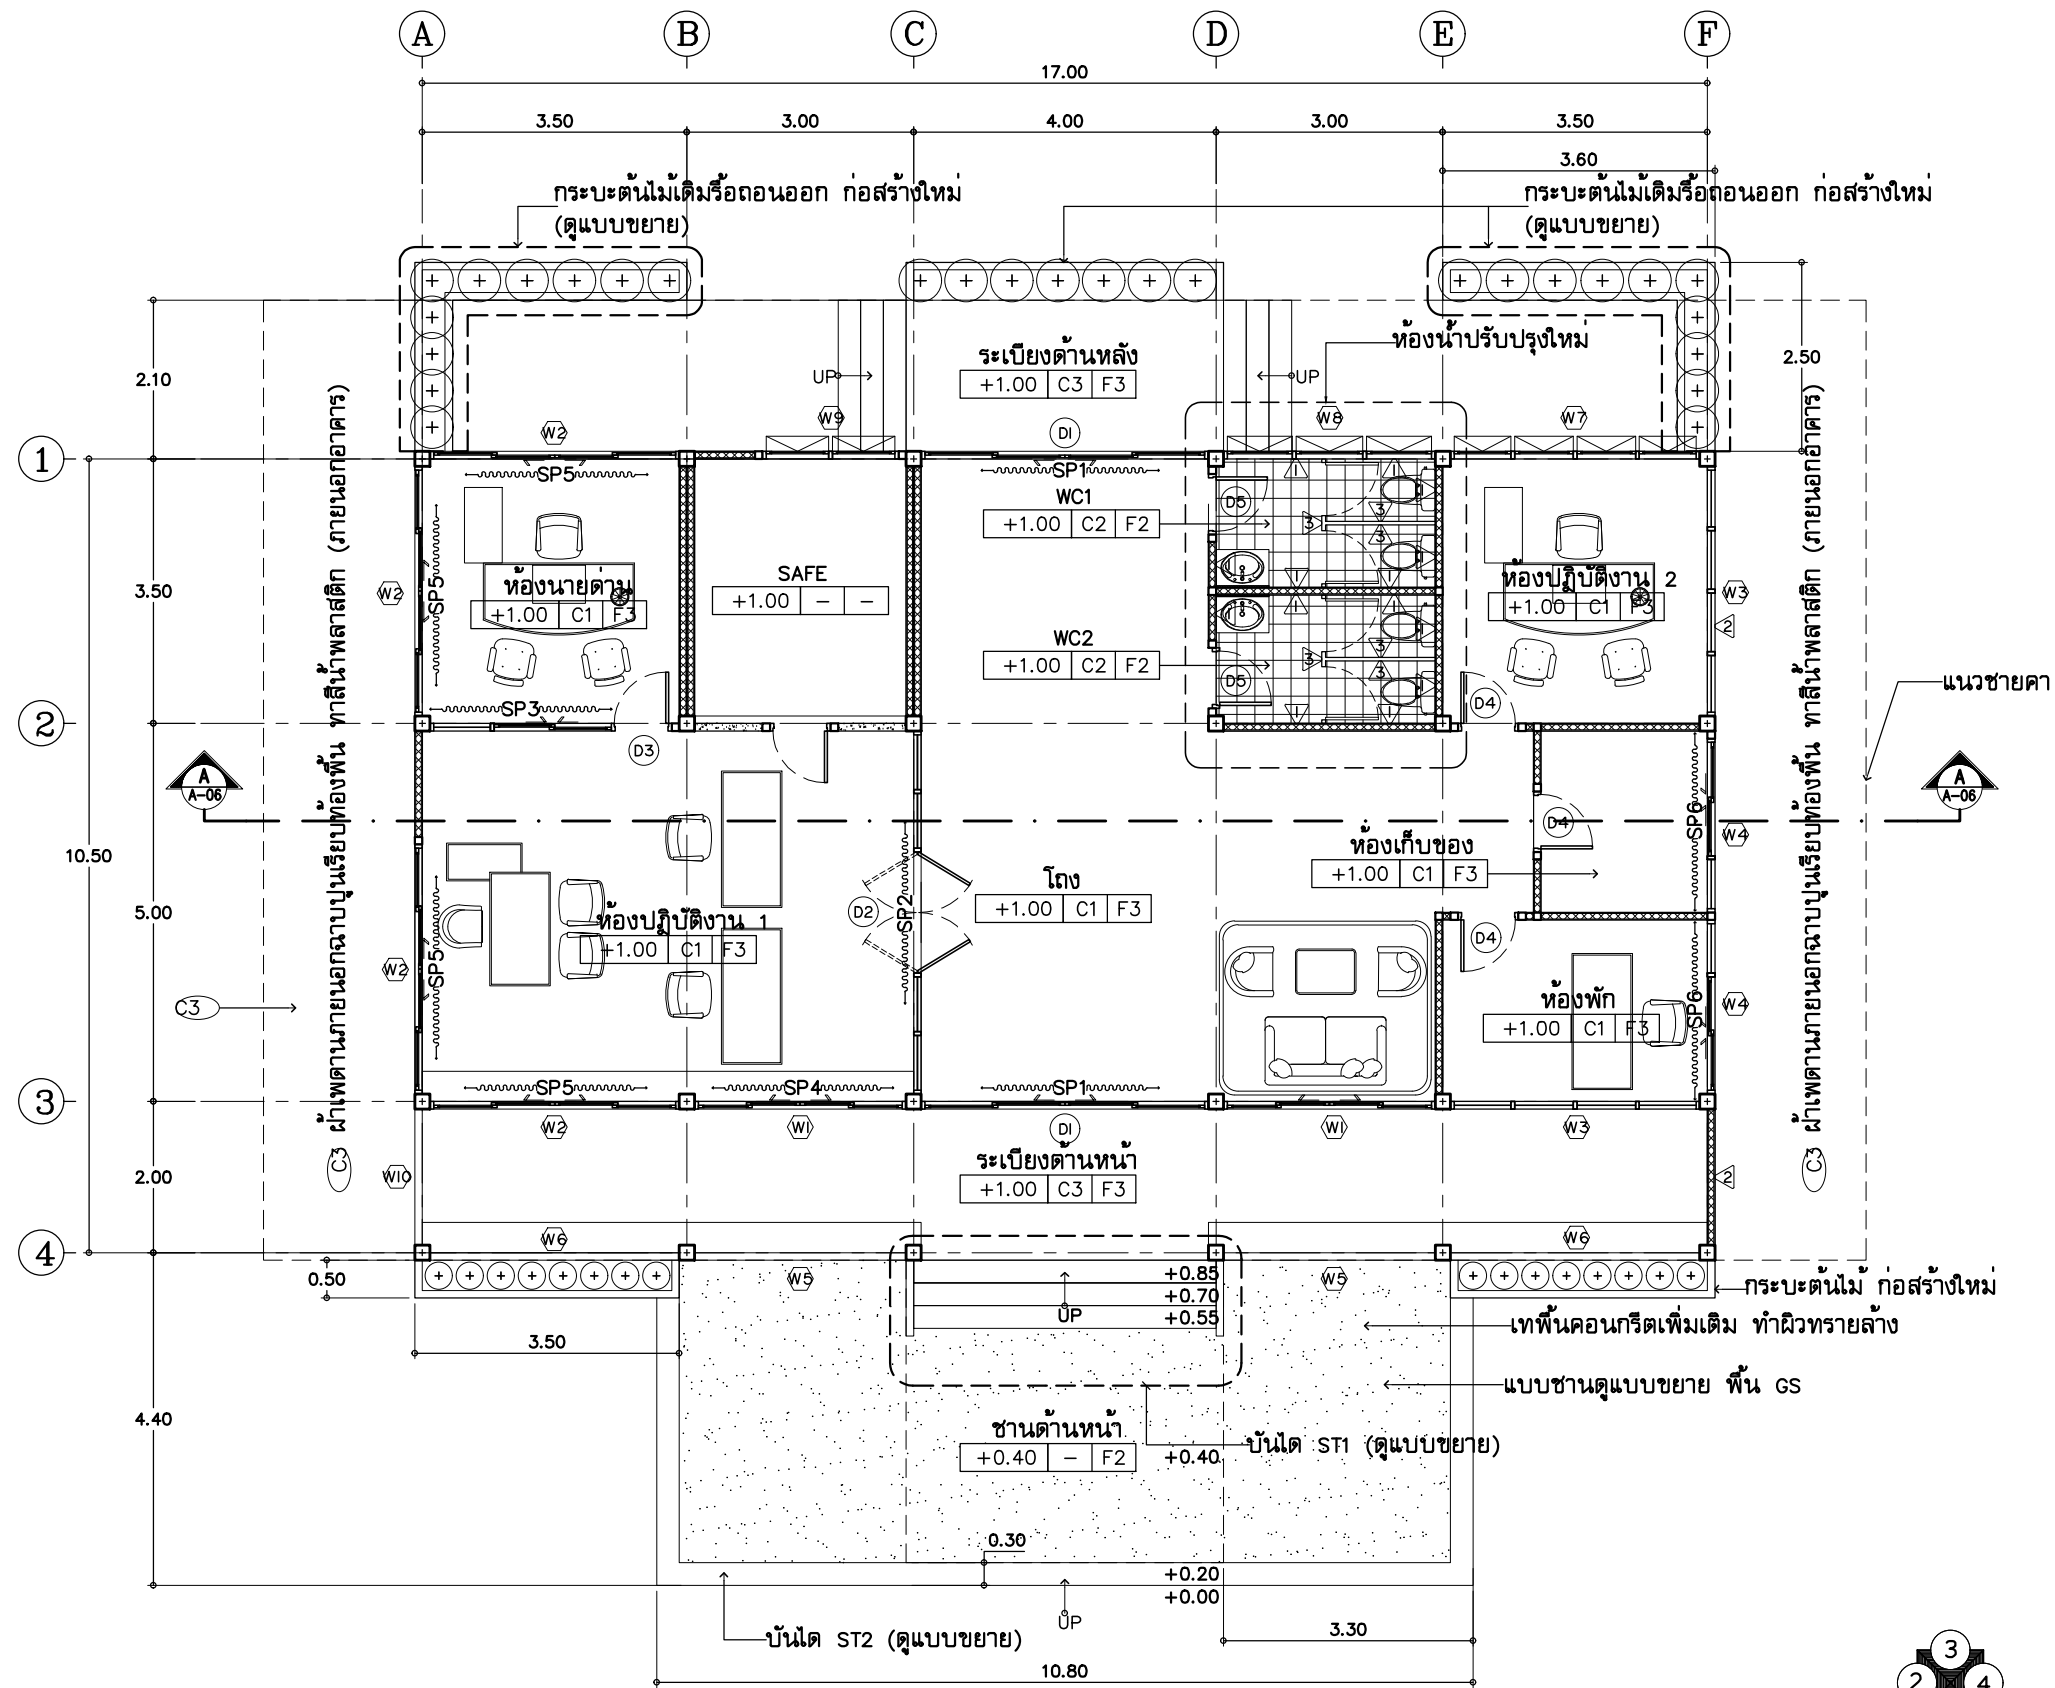 A B C D E F
17.00
3.50 3.00 4.00 3.00 3.50
3.60
กระบะต้นไม้เดิมรื้อถอนออก ก่อสร้างใหม่
(ดูแบบขยาย)
กระบะต้นไม้เดิมรื้อถอนออก ก่อสร้างใหม่
(ดูแบบขยาย)
ห้องน้ำปรับปรุงใหม่
ระเบียงด้านหลัง
+1.00 C3 F3
UP
UP
2.10
2.50
W2
W9
D1
W8
W7
1
SP5
SP1
WC1
+1.00 C2 F2
D5
1 1
3
3
3.50
W2
SP5
ห้องนายด่าน
+1.00 C1 F3
SAFE
+1.00 - -
1 1
1 1
ห้องปฏิบัติงาน 2
+1.00 C1 F3
W3
2
WC2
+1.00 C2 F2
D5
3
3
3
1 1
SP3
D4
แนวชายคา
2
D3
A
A-06
A
A-06
D4
SP6
W4
10.50
5.00
ห้องเก็บของ
+1.00 C1 F3
โถง
+1.00 C1 F3
D2
SP2
ห้องปฏิบัติงาน 1
+1.00 C1 F3
D4
W2
SP5
C3
ห้องพัก
+1.00 C1 F3
SP6
W4
C3 ฝ้าเพดานภายนอกฉาบปูนเรียบท้องพื้น ทาสีน้ำพลาสติก (ภายนอกอาคาร)
C3 ฝ้าเพดานภายนอกฉาบปูนเรียบท้องพื้น ทาสีน้ำพลาสติก (ภายนอกอาคาร)
SP5
SP4
SP1
3
W2
W1
D1
W1
W3
ระเบียงด้านหน้า
+1.00 C3 F3
2.00
W10
2
W6
W6
4
0.50
W5
W5
+0.85
+0.70
+0.55
UP
กระบะต้นไม้ ก่อสร้างใหม่
เทพื้นคอนกรีตเพิ่มเติม ทำผิวทรายล้าง
3.50
แบบชานดูแบบขยาย พื้น GS
4.40
ชานด้านหน้า
+0.40 - F2
+0.40
บันได ST1 (ดูแบบขยาย)
0.30
+0.20
+0.00
UP
บันได ST2 (ดูแบบขยาย)
3.30
10.80
3
2 4